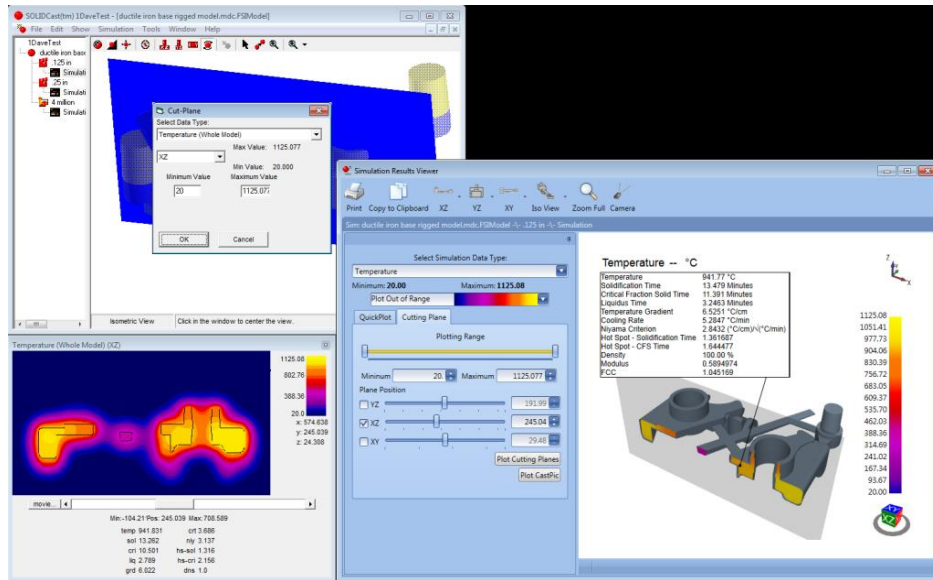 SOLIDCast(tm) 1DaveTest - [ductile iron base rigged model.mdc.FSIModel]
File Edit Show Simulation Tools Window Help
1DaveTest
ductile iron base
.125 in
Simulati
.25 in
Simulati
4 million
Simulati
Cut-Plane
Select Data Type:
Temperature (Whole Model)
Max Value: 1125.077
XZ
Min Value: 20.000
Minimum Value Maximum Value
20 1125.077
OK Cancel
Isometric View Click in the window to center the view.
Temperature (Whole Model) (XZ)
1125.08
802.76
388.36
20.0
x: 574.638
y: 245.039
z: 24.308
movie...
Min:-104.21 Pos: 245.039 Max:708.589
temp 941.831 crt 3.686
sol 13.262 niy 3.137
cri 10.501 hs-sol 1.316
liq 2.789 hs-cri 2.156
grd 6.022 dns 1.0
Simulation Results Viewer
Print Copy to Clipboard XZ YZ XY Iso View Zoom Full Camera
Sim: ductile iron base rigged model.mdc.FSIModel -\- .125 in -\- Simulation
Select Simulation Data Type:
Temperature
Minimum: 20.00 Maximum: 1125.08
Plot Out of Range
QuickPlot Cutting Plane
Plotting Range
Minimum 20. Maximum 1125.077
Plane Position
YZ 191.99
XZ 245.04
XY 29.48
Plot Cutting Planes
Plot CastPic
Temperature -- °C
Temperature 941.77 °C
Solidification Time 13.479 Minutes
Critical Fraction Solid Time 11.391 Minutes
Liquidus Time 3.2463 Minutes
Temperature Gradient 6.5251 °C/cm
Cooling Rate 5.2847 °C/min
Niyama Criterion 2.8432 (°C/cm)/√(°C/min)
Hot Spot - Solidification Time 1.361687
Hot Spot - CFS Time 1.644477
Density 100.00 %
Modulus 0.5894974
FCC 1.045169
Z
X
1125.08
1051.41
977.73
904.06
830.39
756.72
683.05
609.37
535.70
462.03
388.36
314.69
241.02
167.34
93.67
20.00